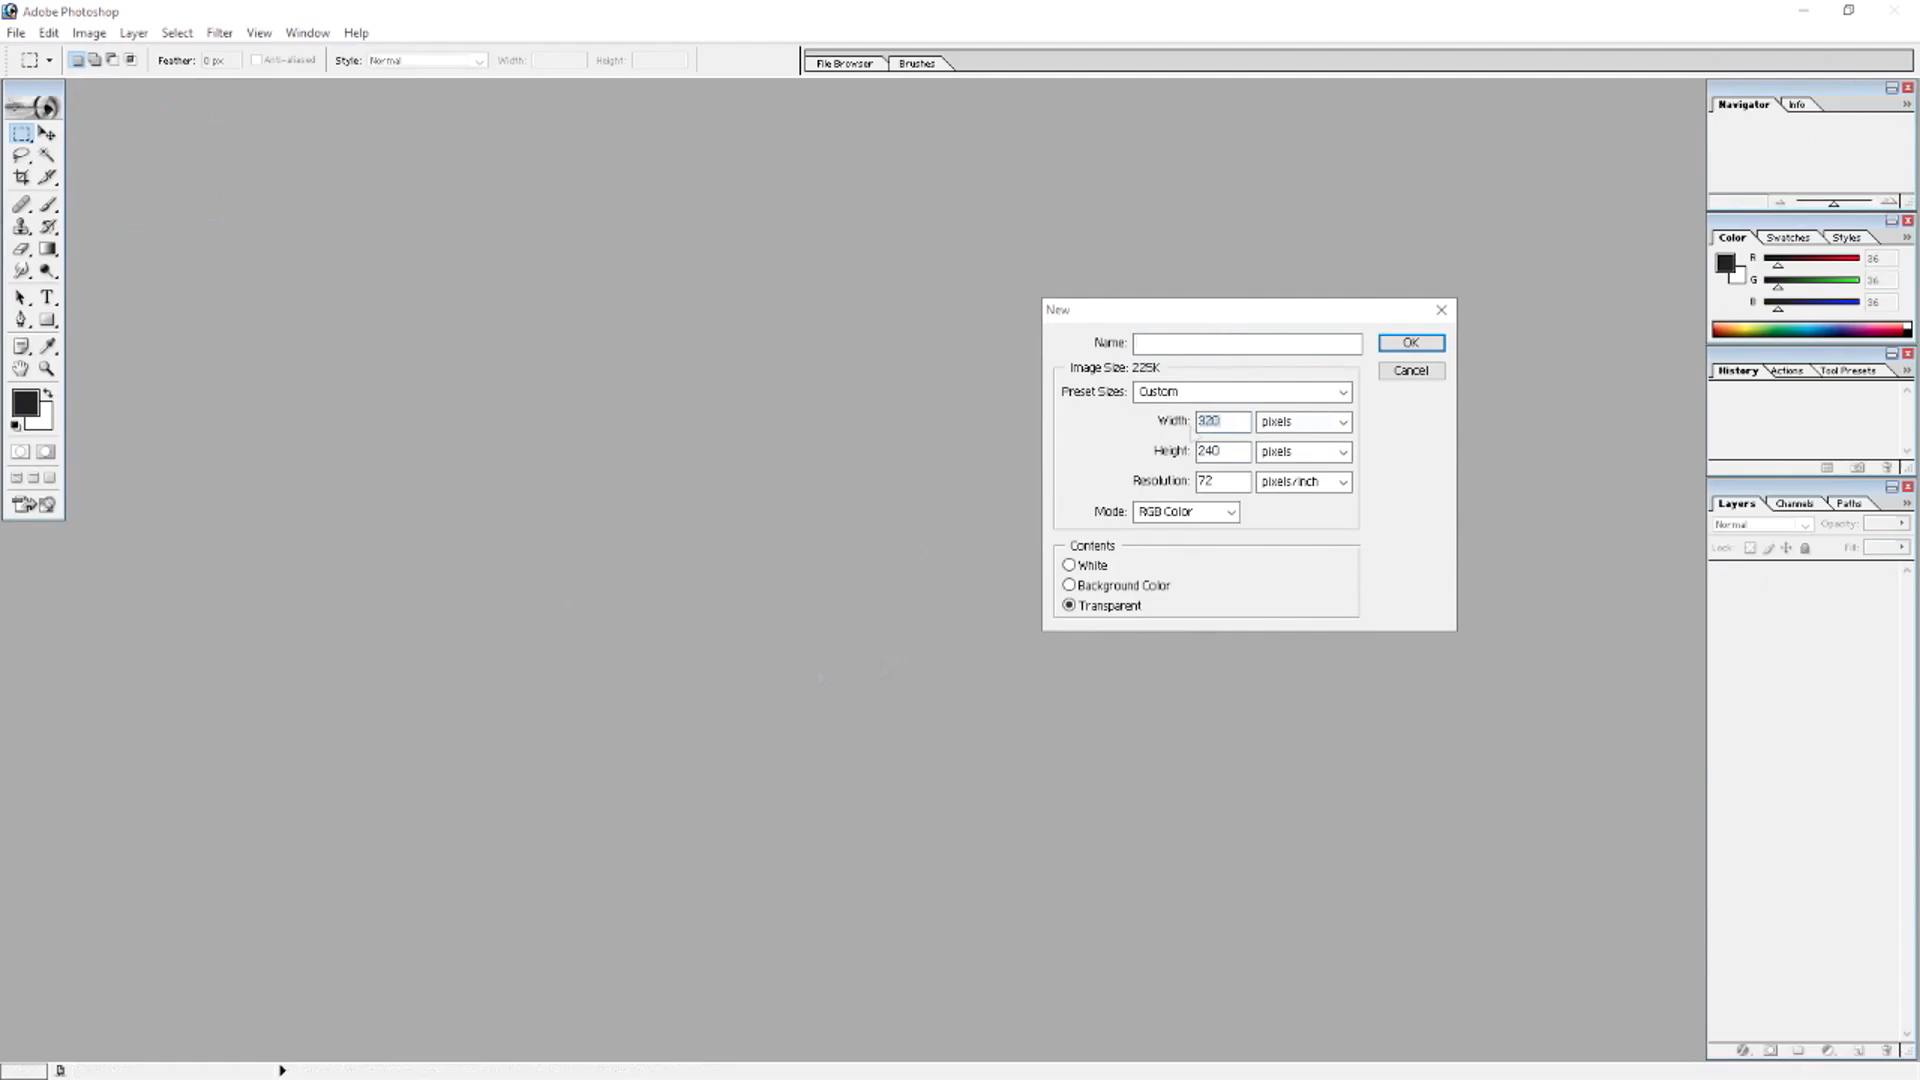 Adobe Photoshop
File Edit Image Layer Select Filter View Window Help
Feather: 0 px Anti-aliased Style: Normal Width: Height: File Browser Brushes
Navigator Info
Color Swatches Styles
R 36
G 36
B 36
New
Name: OK
Image Size: 225K Cancel
Preset Sizes: Custom
Width: 320 pixels
Height: 240 pixels
Resolution: 72 pixels/inch
Mode: RGB Color
Contents
White
Background Color
Transparent
History Actions Tool Presets
Layers Channels Paths
Normal Opacity:
Lock: Fill:
T